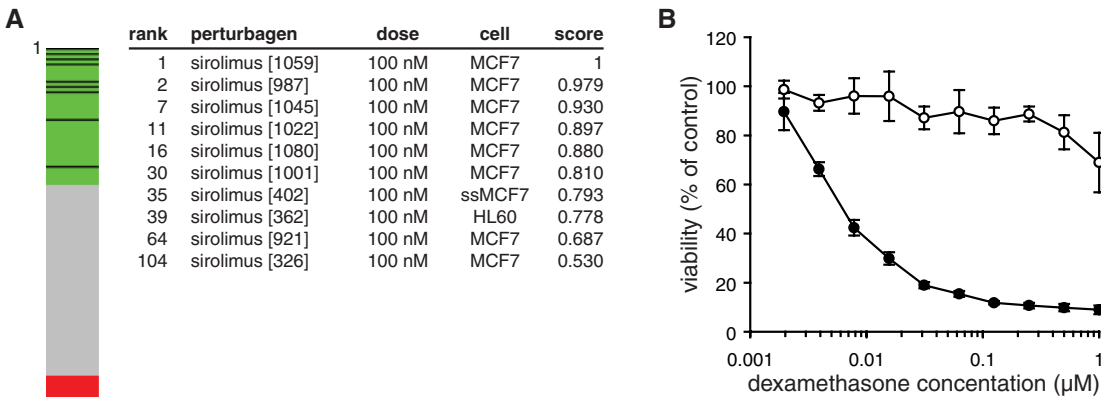 A
1
rank perturbagen dose cell score
1 sirolimus [1059] 100 nM MCF7 1
2 sirolimus [987] 100 nM MCF7 0.979
7 sirolimus [1045] 100 nM MCF7 0.930
11 sirolimus [1022] 100 nM MCF7 0.897
16 sirolimus [1080] 100 nM MCF7 0.880
30 sirolimus [1001] 100 nM MCF7 0.810
35 sirolimus [402] 100 nM ssMCF7 0.793
39 sirolimus [362] 100 nM HL60 0.778
64 sirolimus [921] 100 nM MCF7 0.687
104 sirolimus [326] 100 nM MCF7 0.530
B
viability (% of control)
120
100
80
60
40
20
0
0.001 0.01 0.1 1
dexamethasone concentation (µM)